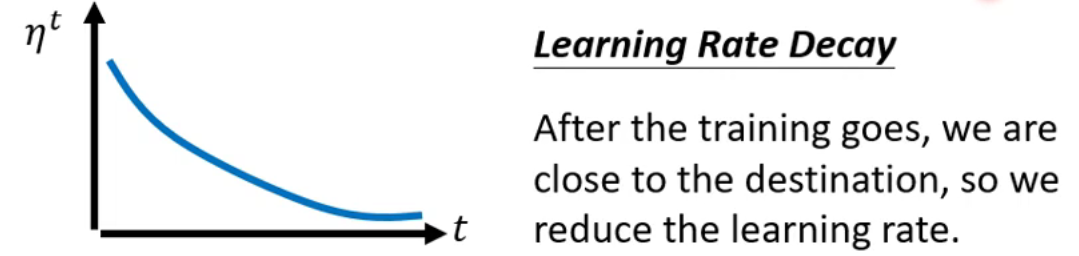 η^t
Learning Rate Decay
After the training goes, we are
close to the destination, so we
reduce the learning rate.
t